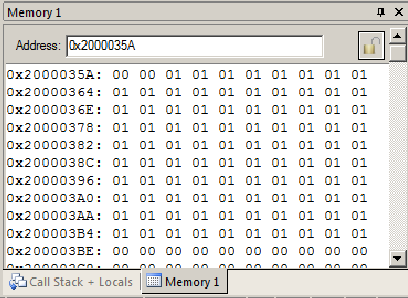 Memory 1
Address: 0x2000035A
0x2000035A: 00 00 01 01 01 01 01 01 01 01
0x20000364: 01 01 01 01 01 01 01 01 01 01
0x2000036E: 01 01 01 01 01 01 01 01 01 01
0x20000378: 01 01 01 01 01 01 01 01 01 01
0x20000382: 01 01 01 01 01 01 01 01 01 01
0x2000038C: 01 01 01 01 01 01 01 01 01 01
0x20000396: 01 01 01 01 01 01 01 01 01 01
0x200003A0: 01 01 01 01 01 01 01 01 01 01
0x200003AA: 01 01 01 01 01 01 01 01 01 01
0x200003B4: 01 01 01 01 01 01 01 01 01 01
0x200003BE: 00 00 00 00 00 00 00 00 00 00
Call Stack + Locals Memory 1